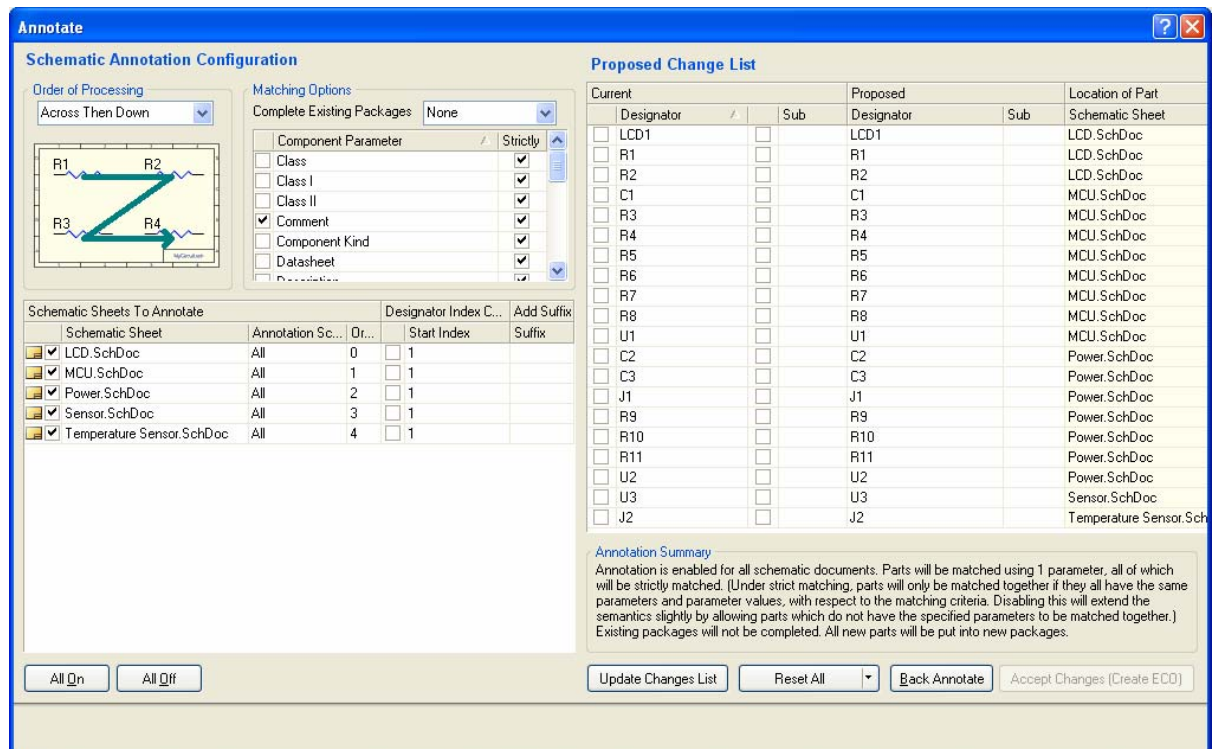 Annotate
Schematic Annotation Configuration
Order of Processing
Across Then Down
R1 R2
R3 R4
Matching Options
Complete Existing Packages None
Component Parameter Strictly
Class
Class I
Class II
Comment
Component Kind
Datasheet
Schematic Sheets To Annotate Designator Index C... Add Suffix
Schematic Sheet Annotation Sc... Or... Start Index Suffix
LCD.SchDoc All 0 1
MCU.SchDoc All 1 1
Power.SchDoc All 2 1
Sensor.SchDoc All 3 1
Temperature Sensor.SchDoc All 4 1
All On All Off
Proposed Change List
Current Proposed Location of Part
Designator Sub Designator Sub Schematic Sheet
LCD1 LCD1 LCD.SchDoc
R1 R1 LCD.SchDoc
R2 R2 LCD.SchDoc
C1 C1 MCU.SchDoc
R3 R3 MCU.SchDoc
R4 R4 MCU.SchDoc
R5 R5 MCU.SchDoc
R6 R6 MCU.SchDoc
R7 R7 MCU.SchDoc
R8 R8 MCU.SchDoc
U1 U1 MCU.SchDoc
C2 C2 Power.SchDoc
C3 C3 Power.SchDoc
J1 J1 Power.SchDoc
R9 R9 Power.SchDoc
R10 R10 Power.SchDoc
R11 R11 Power.SchDoc
U2 U2 Power.SchDoc
U3 U3 Sensor.SchDoc
J2 J2 Temperature Sensor.Sch
Annotation Summary
Annotation is enabled for all schematic documents. Parts will be matched using 1 parameter, all of which
will be strictly matched. (Under strict matching, parts will only be matched together if they all have the same
parameters and parameter values, with respect to the matching criteria. Disabling this will extend the
semantics slightly by allowing parts which do not have the specified parameters to be matched together.)
Existing packages will not be completed. All new parts will be put into new packages.
Update Changes List Reset All Back Annotate Accept Changes (Create ECO)